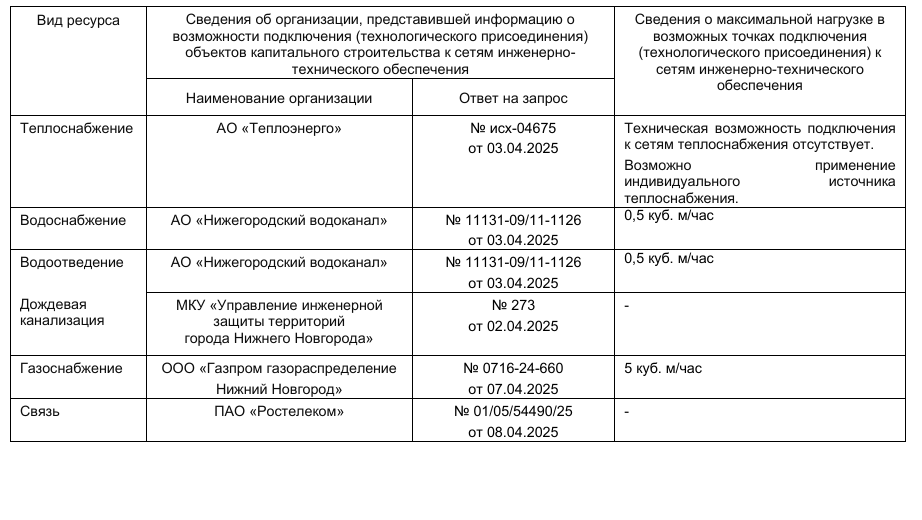 Вид ресурса
Сведения об организации, представившей информацию о
возможности подключения (технологического присоединения)
объектов капитального строительства к сетям инженерно-
технического обеспечения
Сведения о максимальной нагрузке в
возможных точках подключения
(технологического присоединения) к
сетям инженерно-технического
обеспечения
Наименование организации
Ответ на запрос
Теплоснабжение
АО «Теплоэнерго»
№ исх-04675
от 03.04.2025
Техническая возможность подключения
к сетям теплоснабжения отсутствует.
Возможно применение
индивидуального источника
теплоснабжения.
Водоснабжение
АО «Нижегородский водоканал»
№ 11131-09/11-1126
от 03.04.2025
0,5 куб. м/час
Водоотведение
АО «Нижегородский водоканал»
№ 11131-09/11-1126
от 03.04.2025
0,5 куб. м/час
Дождевая
канализация
МКУ «Управление инженерной
защиты территорий
города Нижнего Новгорода»
№ 273
от 02.04.2025
-
Газоснабжение
ООО «Газпром газораспределение
Нижний Новгород»
№ 0716-24-660
от 07.04.2025
5 куб. м/час
Связь
ПАО «Ростелеком»
№ 01/05/54490/25
от 08.04.2025
-